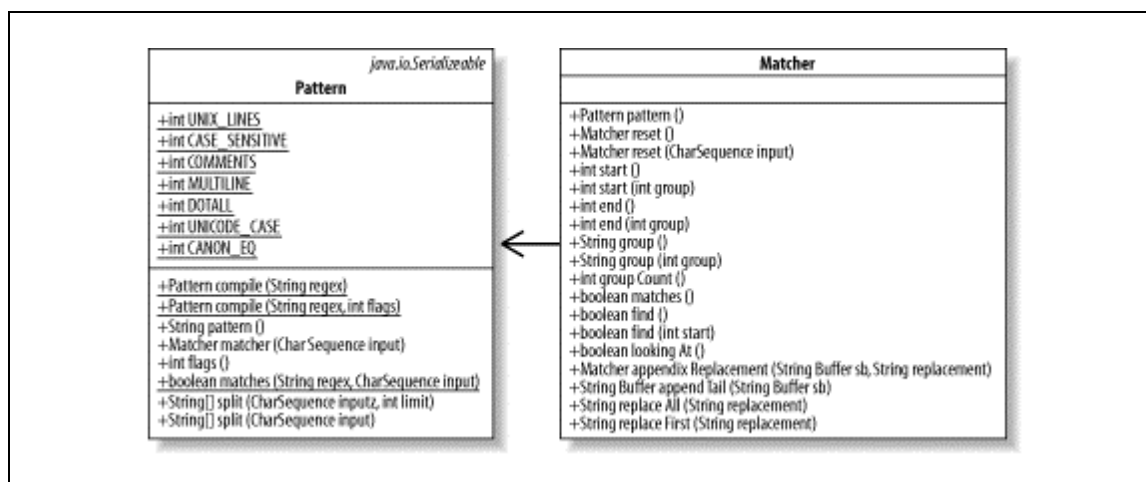 java.io.Serializeable
Pattern
+int UNIX_LINES
+int CASE_SENSITIVE
+int COMMENTS
+int MULTILINE
+int DOTALL
+int UNICODE_CASE
+int CANON_EQ
+Pattern compile (String regex)
+Pattern compile (String regex, int flags)
+String pattern ()
+Matcher matcher (Char Sequence input)
+int flags ()
+boolean matches (String regex, CharSequence input)
+String[] split (CharSequence inputz, int limit)
+String[] split (CharSequence input)
Matcher
+Pattern pattern ()
+Matcher reset ()
+Matcher reset (CharSequence input)
+int start ()
+int start (int group)
+int end ()
+int end (int group)
+String group ()
+String group (int group)
+int group Count ()
+boolean matches ()
+boolean find ()
+boolean find (int start)
+boolean looking At ()
+Matcher appendix Replacement (String Buffer sb, String replacement)
+String Buffer append Tail (String Buffer sb)
+String replace All (String replacement)
+String replace First (String replacement)